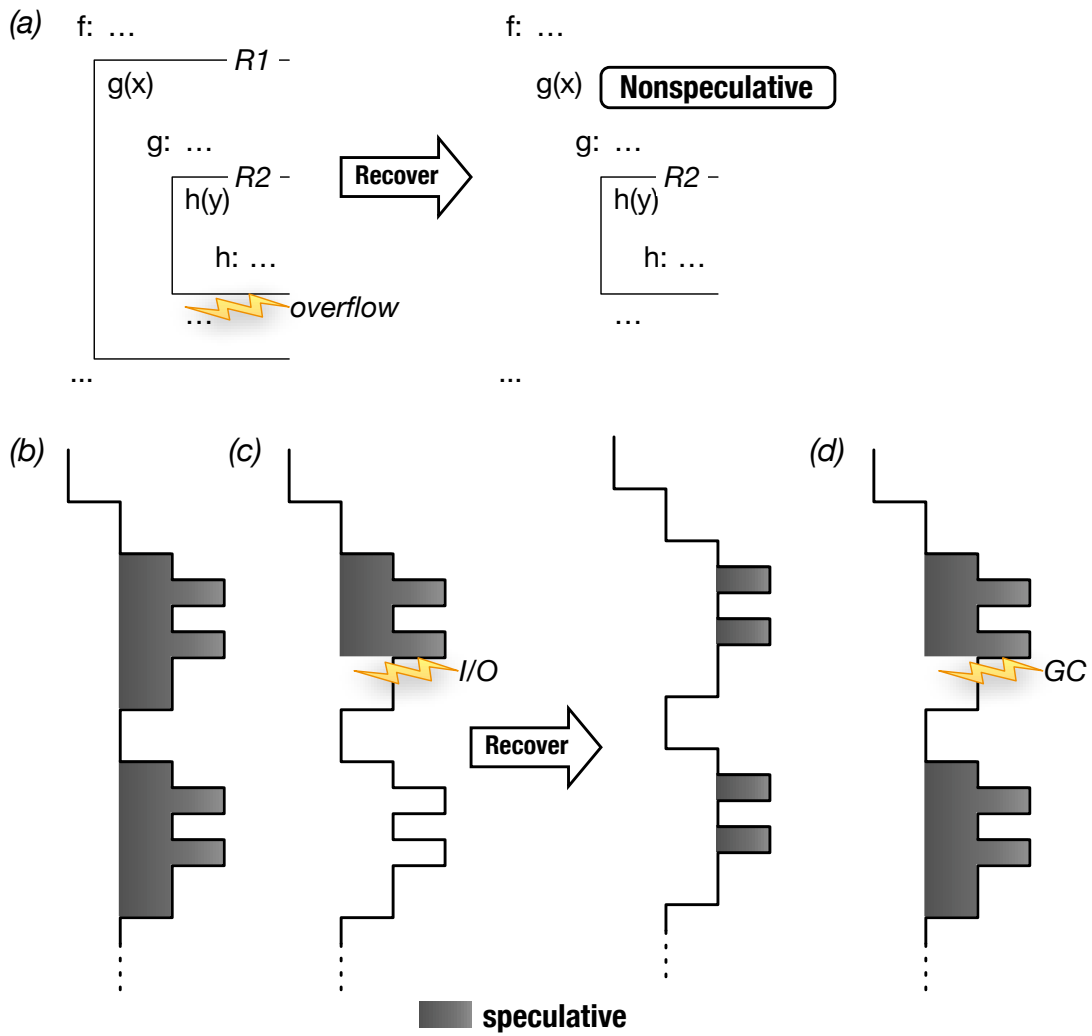 (a)
f: ...
R1
g(x)
g: ...
R2
h(y)
h: ...
overflow
...
...
Recover
f: ...
g(x) Nonspeculative
g: ...
R2
h(y)
h: ...
...
...
(b)
(c)
I/O
Recover
(d)
GC
speculative